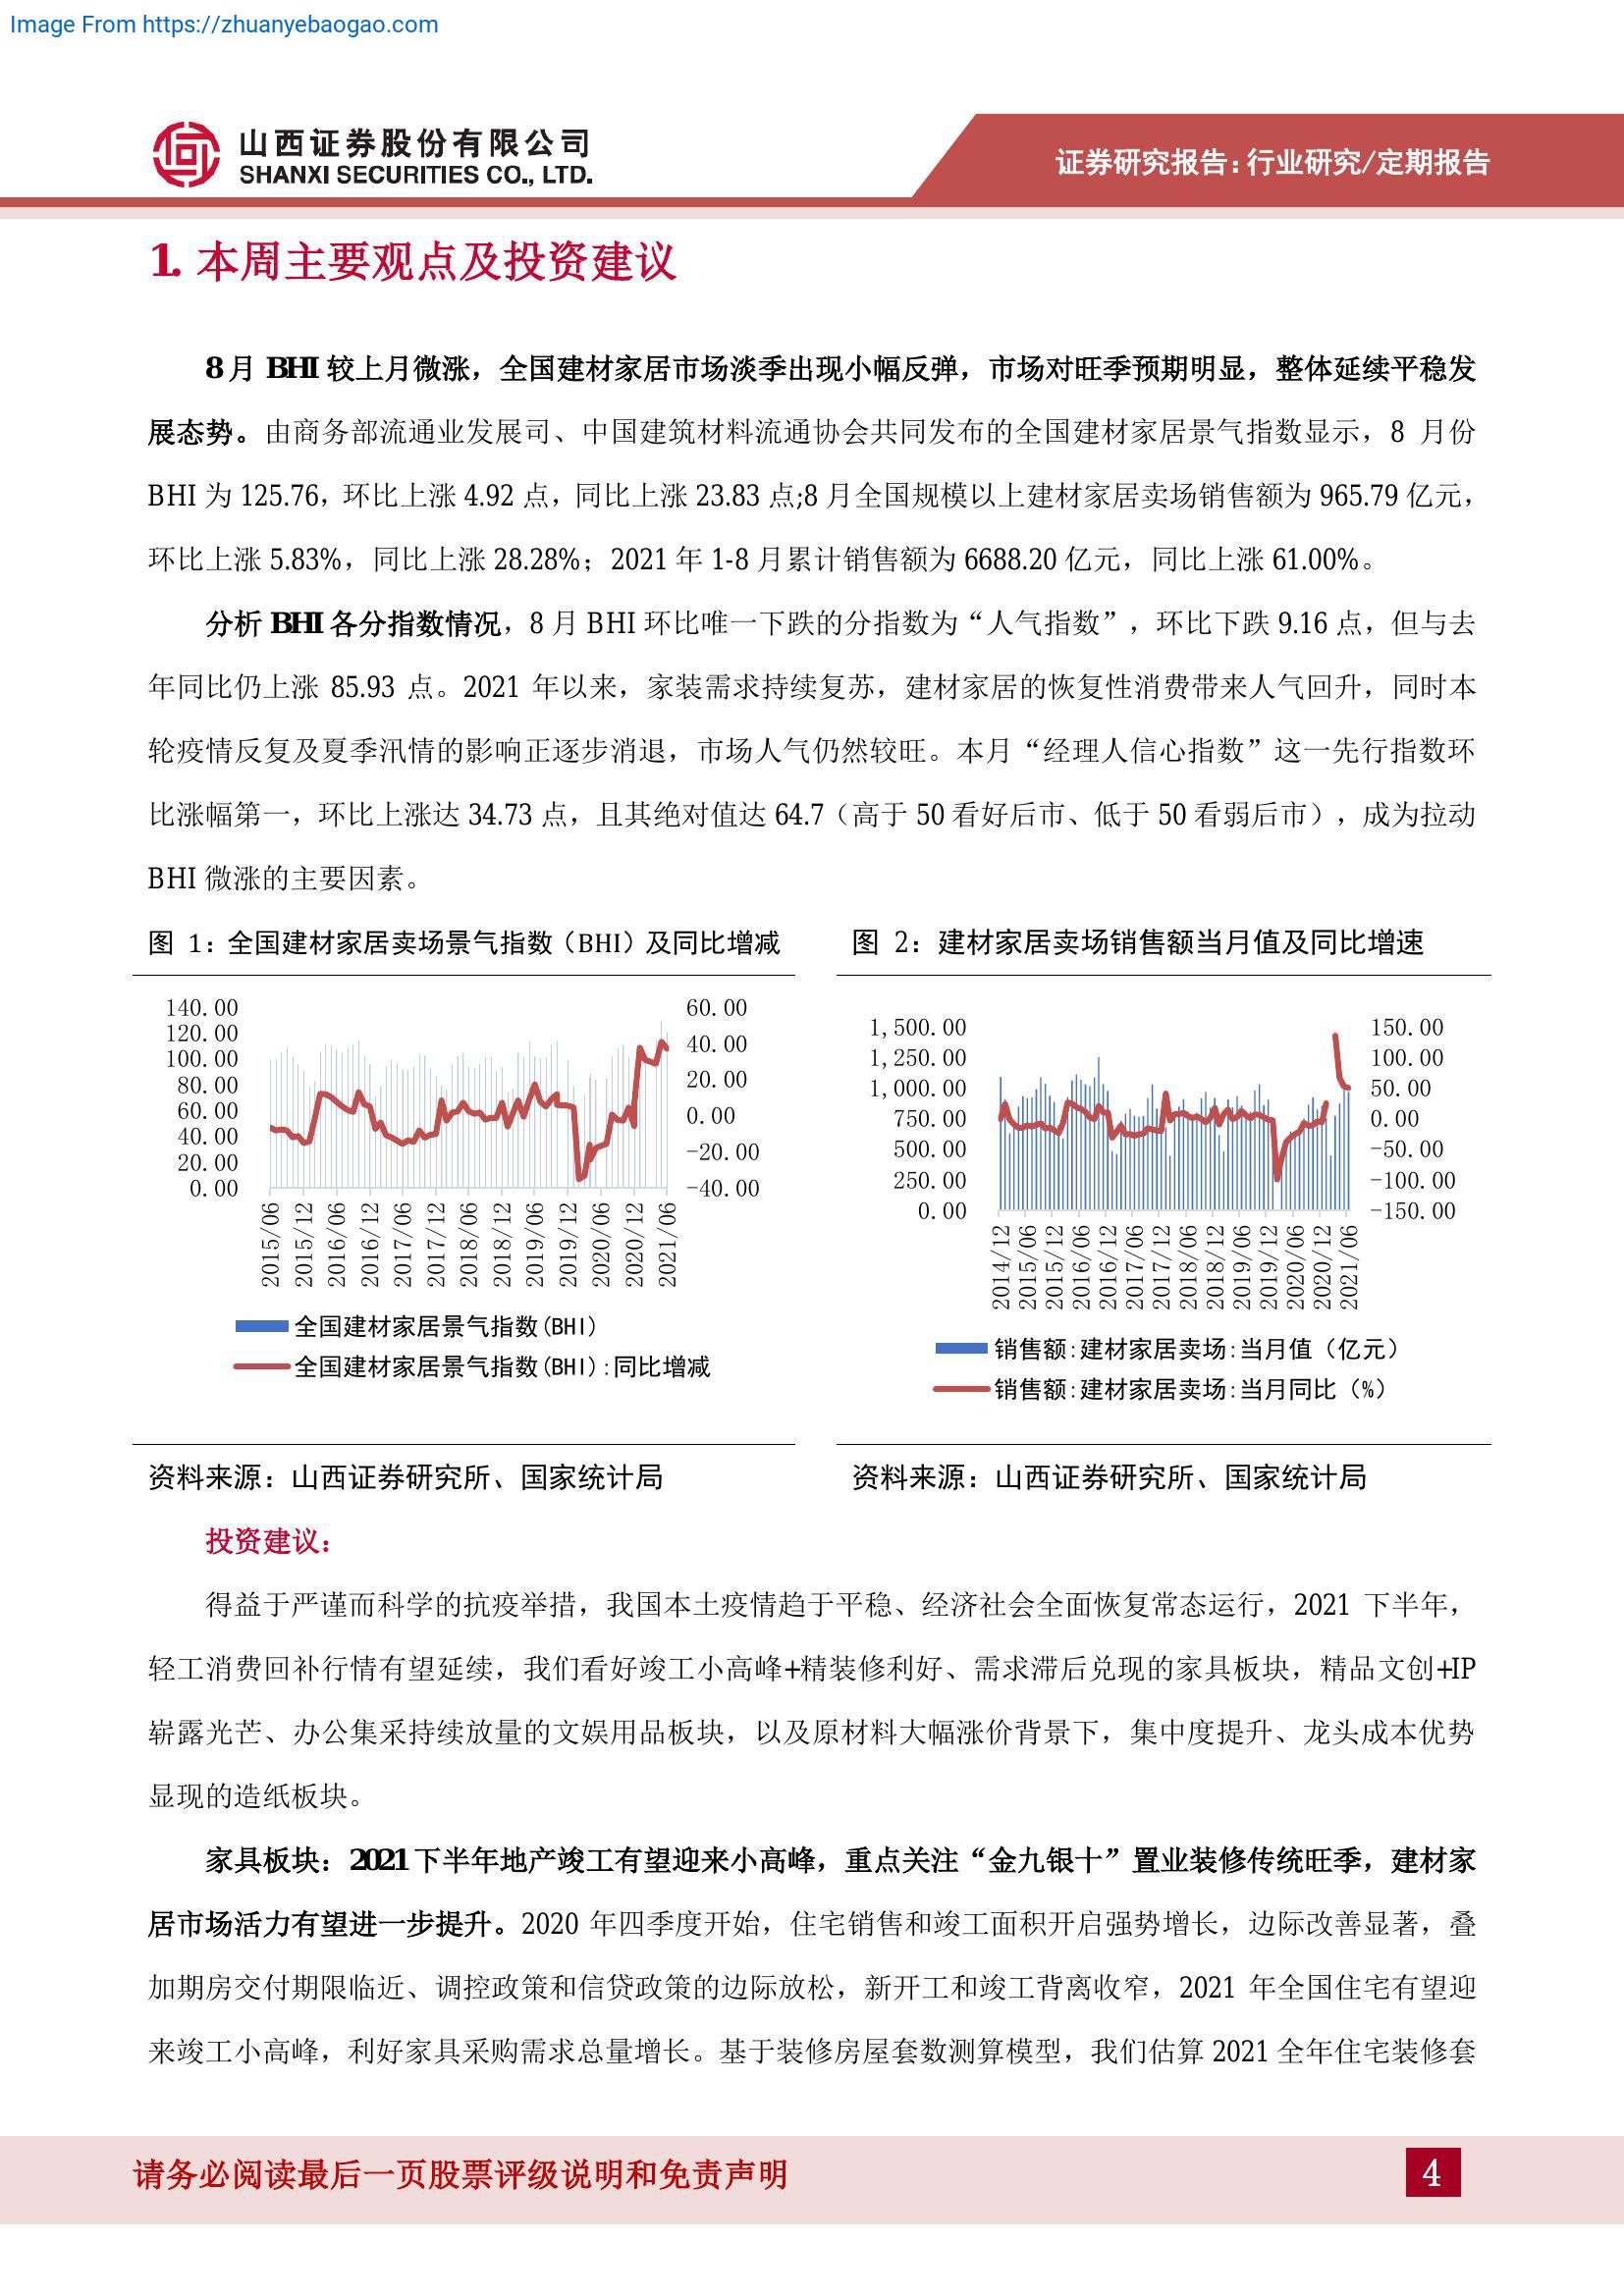 Image From https://zhuanyebaogao.com
山西证券股份有限公司
SHANXI SECURITIES CO., LTD.
证券研究报告:行业研究/定期报告
1. 本周主要观点及投资建议
8 月 BHI 较上月微涨，全国建材家居市场淡季出现小幅反弹，市场对旺季预期明显，整体延续平稳发
展态势。由商务部流通业发展司、中国建筑材料流通协会共同发布的全国建材家居景气指数显示，8 月份
BHI 为 125.76，环比上涨 4.92 点，同比上涨 23.83 点;8 月全国规模以上建材家居卖场销售额为 965.79 亿元，
环比上涨 5.83%，同比上涨 28.28%；2021 年 1-8 月累计销售额为 6688.20 亿元，同比上涨 61.00%。
分析 BHI 各分指数情况，8 月 BHI 环比唯一下跌的分指数为“人气指数”，环比下跌 9.16 点，但与去
年同比仍上涨 85.93 点。2021 年以来，家装需求持续复苏，建材家居的恢复性消费带来人气回升，同时本
轮疫情反复及夏季汛情的影响正逐步消退，市场人气仍然较旺。本月“经理人信心指数”这一先行指数环
比涨幅第一，环比上涨达 34.73 点，且其绝对值达 64.7（高于 50 看好后市、低于 50 看弱后市），成为拉动
BHI 微涨的主要因素。
图 1：全国建材家居卖场景气指数（BHI）及同比增减
140.00
120.00
100.00
80.00
60.00
40.00
20.00
0.00
60.00
40.00
20.00
0.00
-20.00
-40.00
2015/06
2015/12
2016/06
2016/12
2017/06
2017/12
2018/06
2018/12
2019/06
2019/12
2020/06
2020/12
2021/06
全国建材家居景气指数(BHI)
全国建材家居景气指数(BHI):同比增减
资料来源：山西证券研究所、国家统计局
图 2：建材家居卖场销售额当月值及同比增速
1,500.00
1,250.00
1,000.00
750.00
500.00
250.00
0.00
150.00
100.00
50.00
0.00
-50.00
-100.00
-150.00
2014/12
2015/06
2015/12
2016/06
2016/12
2017/06
2017/12
2018/06
2018/12
2019/06
2019/12
2020/06
2020/12
2021/06
销售额:建材家居卖场:当月值（亿元）
销售额:建材家居卖场:当月同比（%）
资料来源：山西证券研究所、国家统计局
投资建议：
得益于严谨而科学的抗疫举措，我国本土疫情趋于平稳、经济社会全面恢复常态运行，2021 下半年，
轻工消费回补行情有望延续，我们看好竣工小高峰+精装修利好、需求滞后兑现的家具板块，精品文创+IP
崭露光芒、办公集采持续放量的文娱用品板块，以及原材料大幅涨价背景下，集中度提升、龙头成本优势
显现的造纸板块。
家具板块：2021 下半年地产竣工有望迎来小高峰，重点关注“金九银十”置业装修传统旺季，建材家
居市场活力有望进一步提升。2020 年四季度开始，住宅销售和竣工面积开启强势增长，边际改善显著，叠
加期房交付期限临近、调控政策和信贷政策的边际放松，新开工和竣工背离收窄，2021 年全国住宅有望迎
来竣工小高峰，利好家具采购需求总量增长。基于装修房屋套数测算模型，我们估算 2021 全年住宅装修套
请务必阅读最后一页股票评级说明和免责声明
4